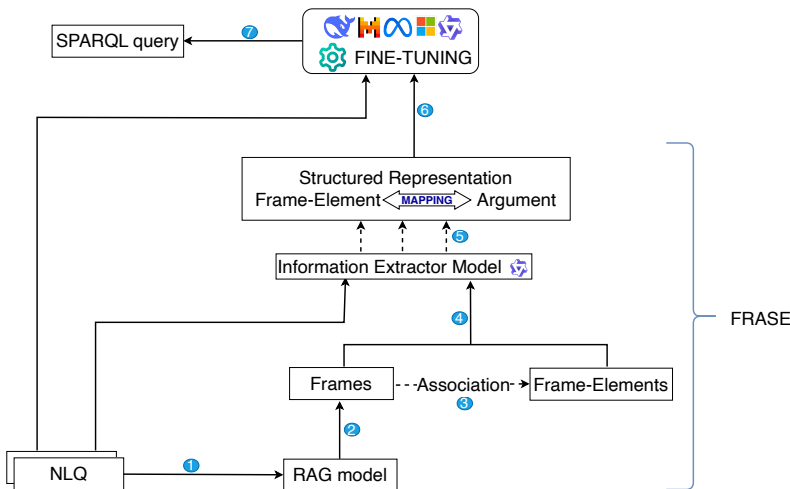 SPARQL query
7
FINE-TUNING
6
Structured Representation
Frame-Element MAPPING Argument
5
Information Extractor Model
4
FRASE
Frames Association Frame-Elements
3
2
NLQ
1
RAG model